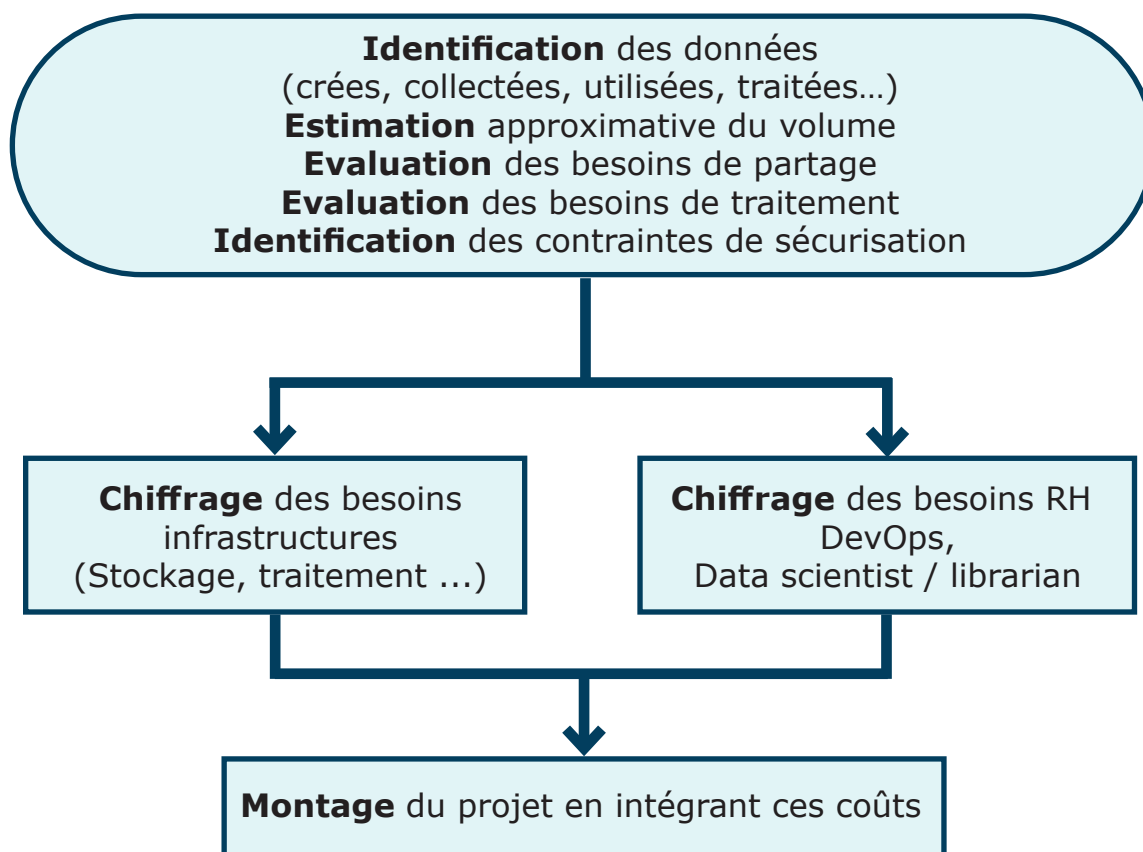 Identification des données
(crées, collectées, utilisées, traitées…)
Estimation approximative du volume
Evaluation des besoins de partage
Evaluation des besoins de traitement
Identification des contraintes de sécurisation
Chiffrage des besoins
infrastructures
(Stockage, traitement ...)
Chiffrage des besoins RH
DevOps,
Data scientist / librarian
Montage du projet en intégrant ces coûts